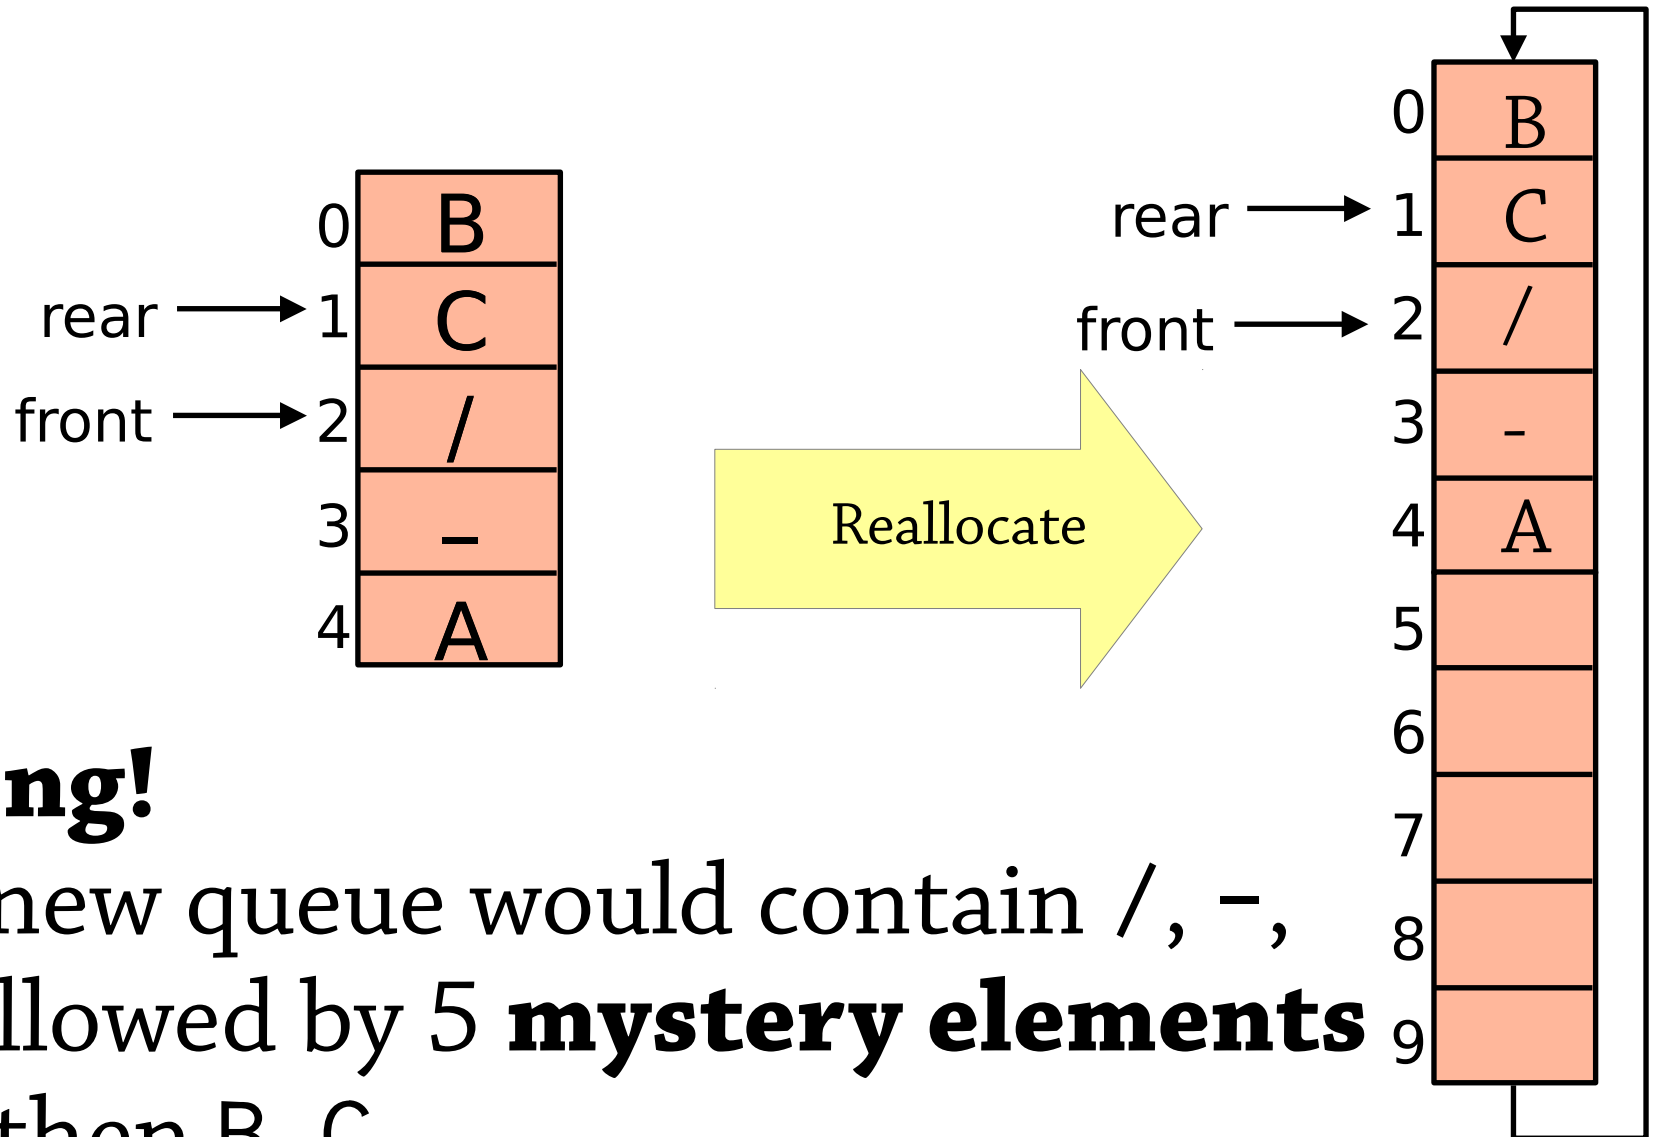 0 B
rear 1 C
front 2 /
3 –
4 A
Reallocate
0 B
rear 1 C
front 2 /
3 -
4 A
5
6
7
8
9
ng!
new queue would contain /, –,
llowed by 5 mystery elements
then B, C